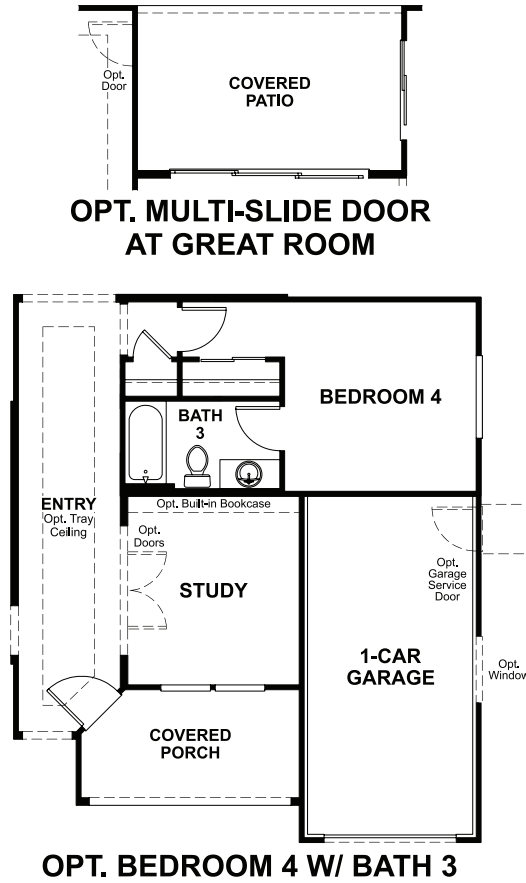 Opt.
Door
COVERED
PATIO
OPT. MULTI-SLIDE DOOR
AT GREAT ROOM
BEDROOM 4
BATH
3
ENTRY
Opt. Tray
Ceiling
Opt. Built-in Bookcase
Opt.
Doors
STUDY
Opt.
Garage
Service
Door
1-CAR
GARAGE
Opt.
Window
COVERED
PORCH
OPT. BEDROOM 4 W/ BATH 3